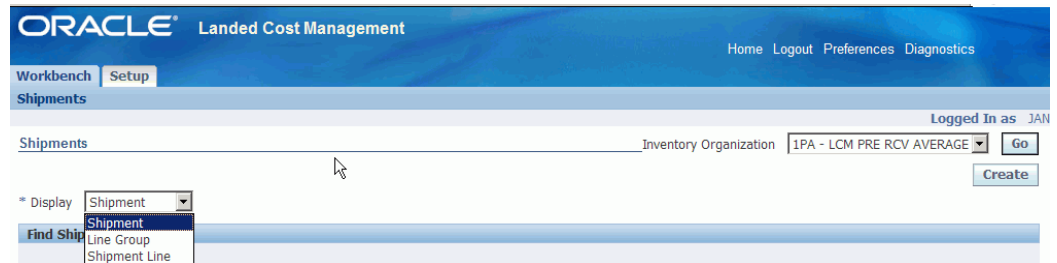 ORACLE® Landed Cost Management
Home Logout Preferences Diagnostics
Workbench Setup
Shipments
Logged In as JAN
Shipments Inventory Organization 1PA - LCM PRE RCV AVERAGE Go
Create
* Display Shipment
Shipment
Find Ship
Line Group
Shipment Line